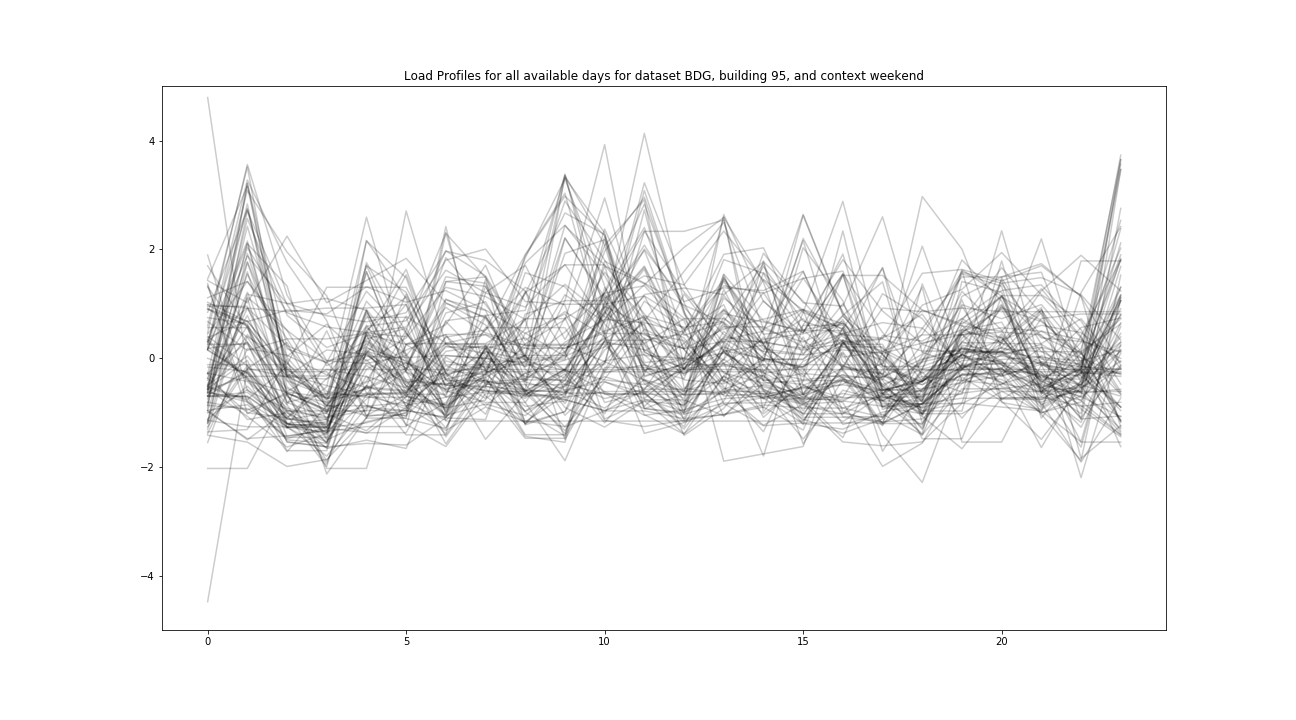 Load Profiles for all available days for dataset BDG, building 95, and context weekend
4
2
0
−2
−4
0 5 10 15 20